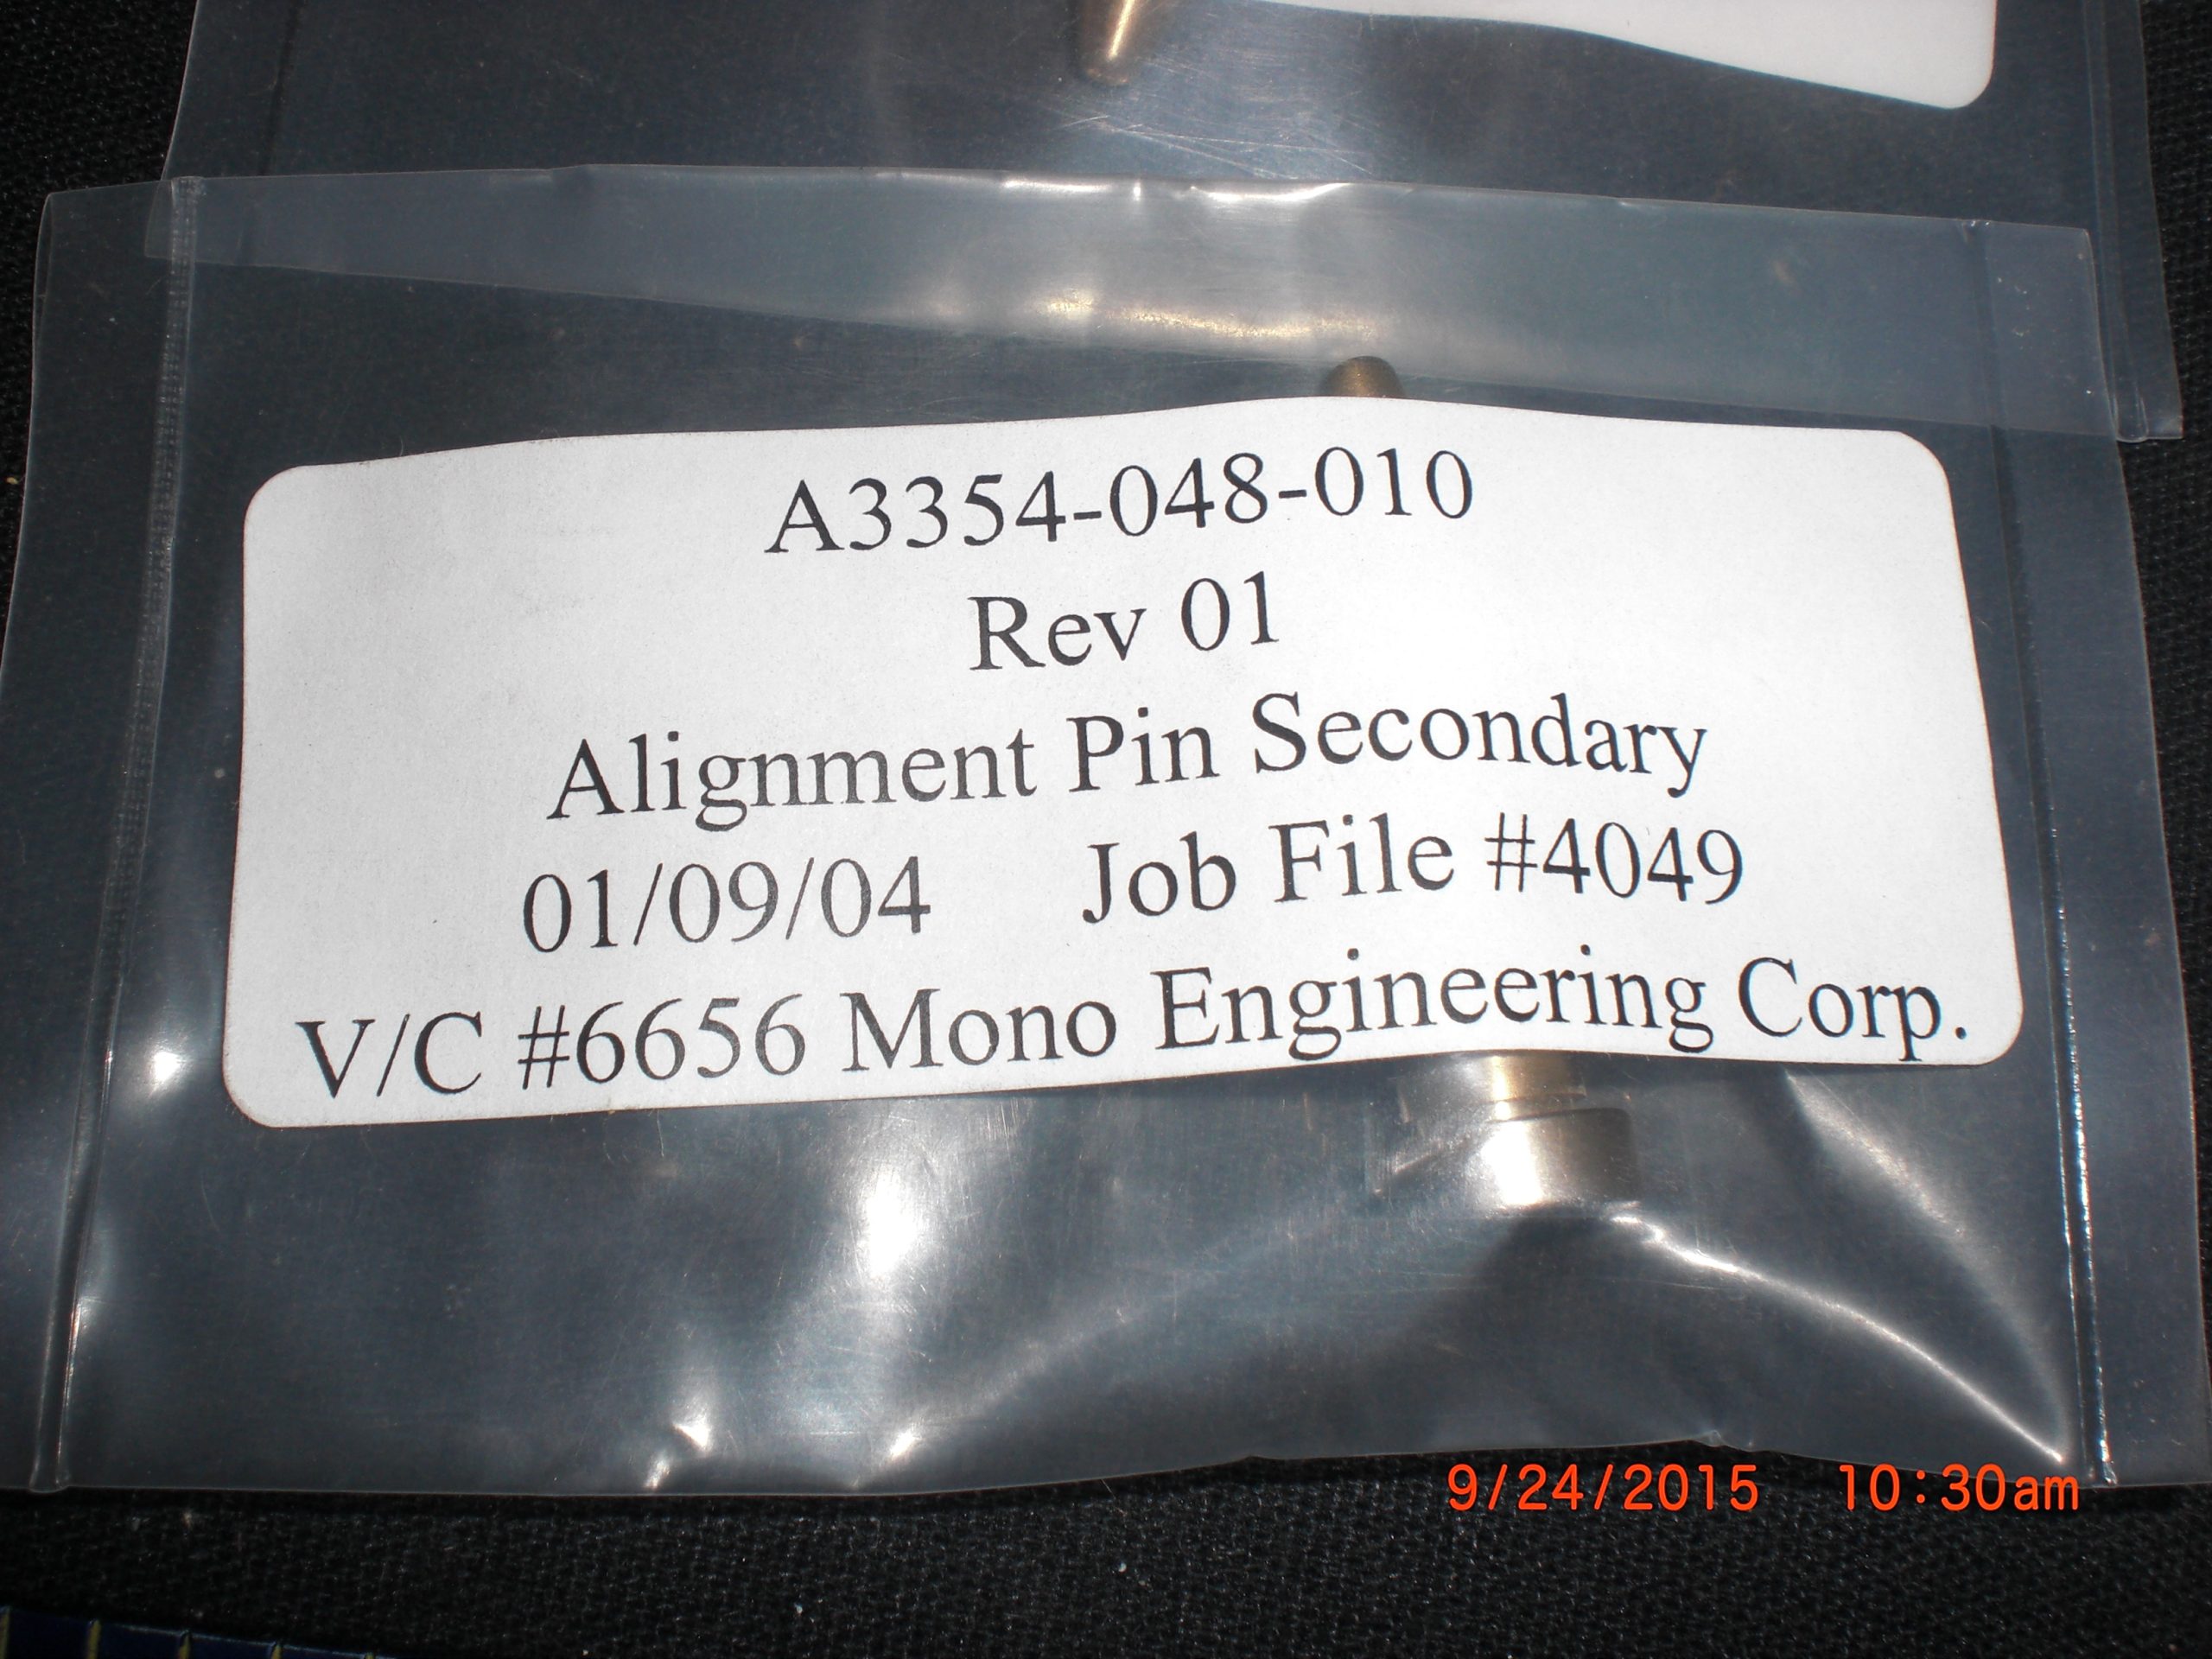 A3354-048-010
Rev 01
Alignment Pin Secondary
01/09/04 Job File #4049
V/C #6656 Mono Engineering Corp.
9/24/2015 10:30am